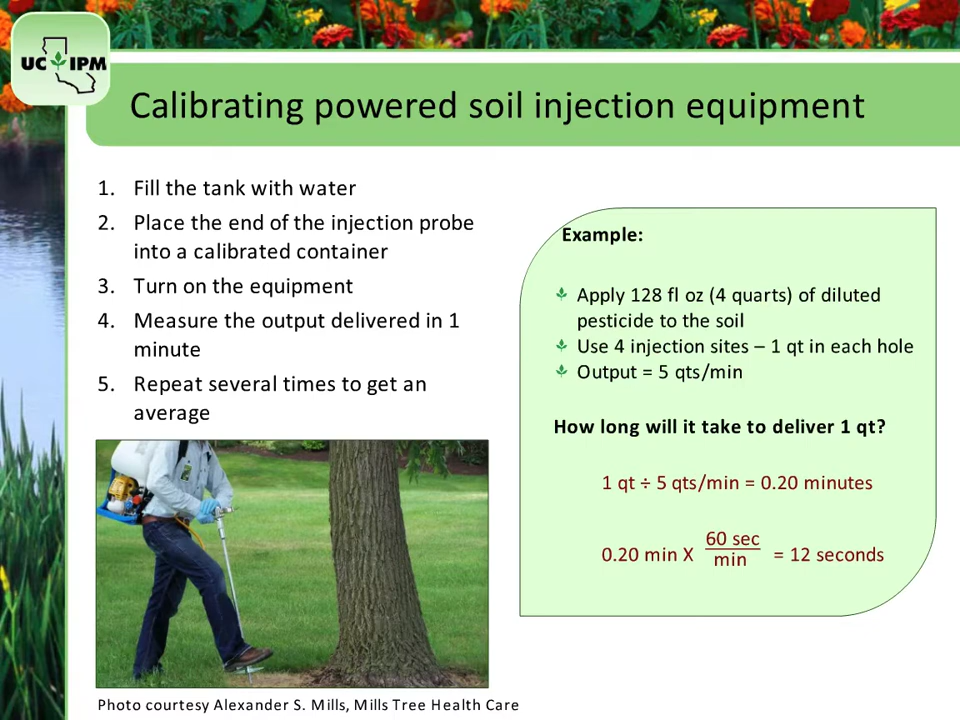 UC IPM
Calibrating powered soil injection equipment
1. Fill the tank with water
2. Place the end of the injection probe
into a calibrated container
3. Turn on the equipment
4. Measure the output delivered in 1
minute
5. Repeat several times to get an
average
Example:
Apply 128 fl oz (4 quarts) of diluted
pesticide to the soil
Use 4 injection sites – 1 qt in each hole
Output = 5 qts/min
How long will it take to deliver 1 qt?
1 qt ÷ 5 qts/min = 0.20 minutes
0.20 min X 60 sec/min = 12 seconds
Photo courtesy Alexander S. Mills, Mills Tree Health Care